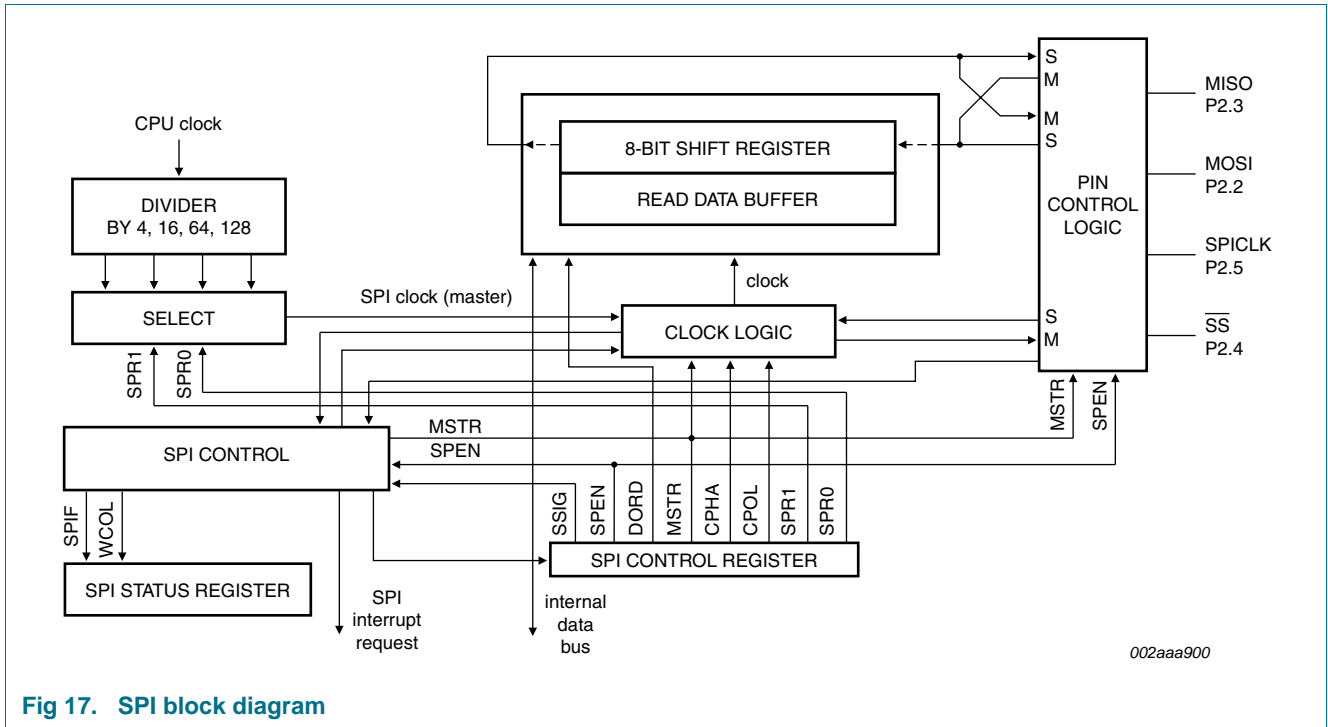 CPU clock
DIVIDER
BY 4, 16, 64, 128
SELECT
SPR1
SPR0
SPI clock (master)
8-BIT SHIFT REGISTER
READ DATA BUFFER
clock
CLOCK LOGIC
S
M
M
S
PIN
CONTROL
LOGIC
S
M
MISO
P2.3
MOSI
P2.2
SPICLK
P2.5
SS
P2.4
MSTR
SPEN
SPI CONTROL
MSTR
SPEN
SPIF
WCOL
SPI STATUS REGISTER
SPI
interrupt
request
SSIG
SPEN
DORD
MSTR
CPHA
CPOL
SPR1
SPR0
SPI CONTROL REGISTER
internal
data
bus
002aaa900
Fig 17. SPI block diagram